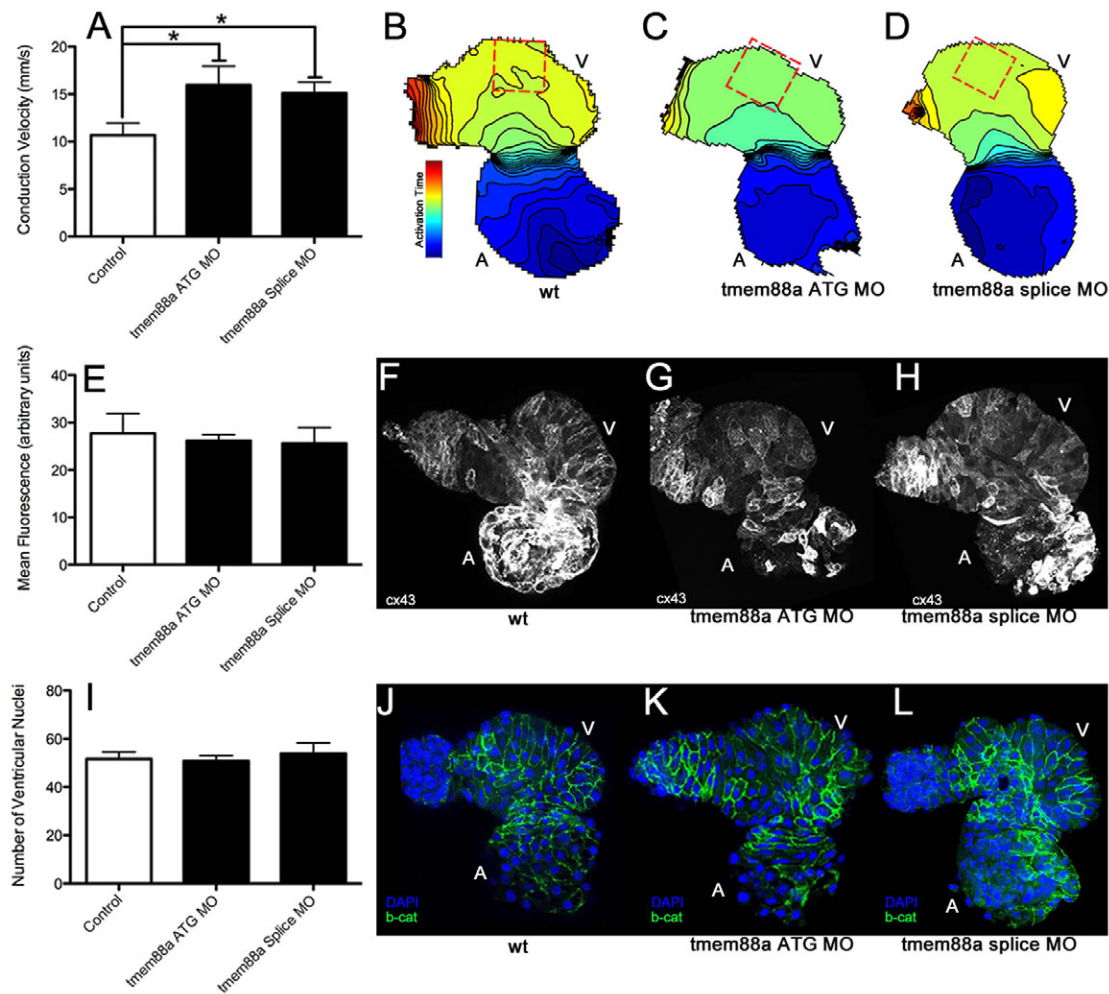 A
*
*
Conduction Velocity (mm/s)
20
15
10
5
0
Control
tmem88a ATG MO
tmem88a Splice MO
B
V
Activation Time
A
wt
C
V
A
tmem88a ATG MO
D
V
A
tmem88a splice MO
E
Mean Fluorescence (arbitrary units)
40
30
20
10
0
Control
tmem88a ATG MO
tmem88a Splice MO
F
V
A
cx43
wt
G
V
A
cx43
tmem88a ATG MO
H
V
A
cx43
tmem88a splice MO
I
Number of Ventricular Nuclei
80
60
40
20
0
Control
tmem88a ATG MO
tmem88a Splice MO
J
V
A
DAPI
b-cat
wt
K
V
A
DAPI
b-cat
tmem88a ATG MO
L
V
A
DAPI
b-cat
tmem88a splice MO